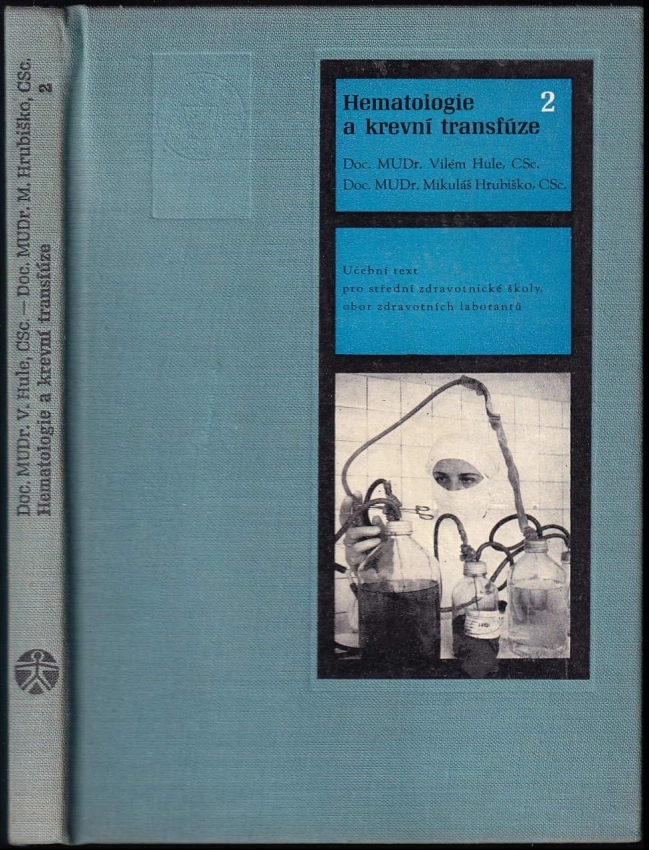 Doc. MUDr. V. Hule, CSc. — Doc. MUDr. M. Hrubiško, CSc.
Hematologie a krevní transfúze 2
Hematologie 2
a krevní transfúze
Doc. MUDr. Vilém Hule, CSc.
Doc. MUDr. Mikuláš Hrubiško, CSc.
Učební text
pro střední zdravotnické školy,
obor zdravotních laborantů